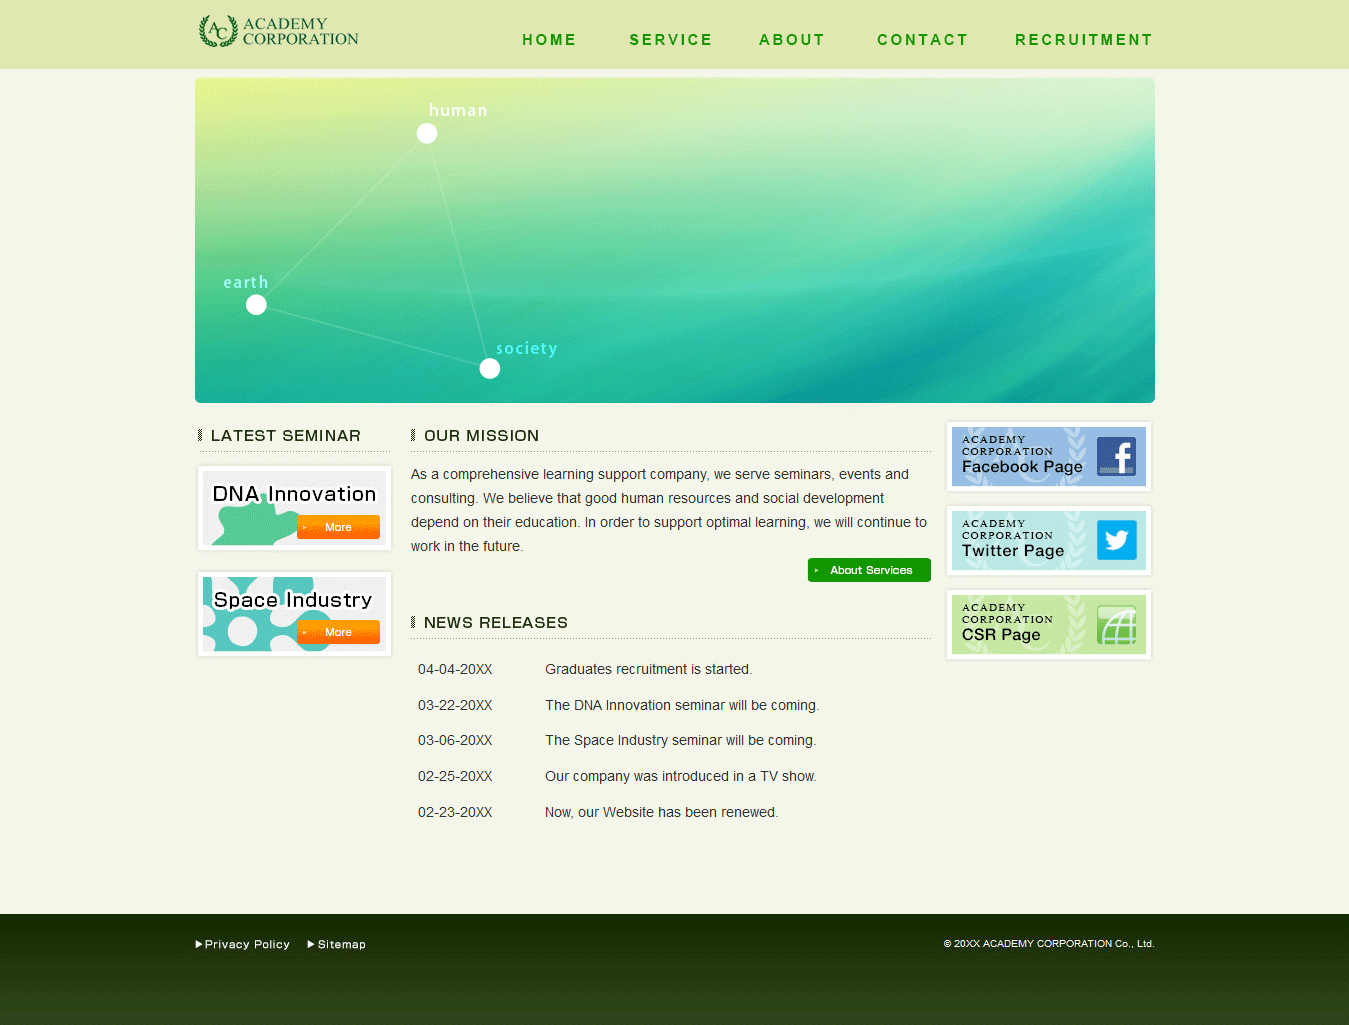 AC ACADEMY
CORPORATION
HOME SERVICE ABOUT CONTACT RECRUITMENT
human
earth
society
LATEST SEMINAR
DNA Innovation
More
Space Industry
More
OUR MISSION
As a comprehensive learning support company, we serve seminars, events and
consulting. We believe that good human resources and social development
depend on their education. In order to support optimal learning, we will continue to
work in the future.
About Services
NEWS RELEASES
04-04-20XX Graduates recruitment is started.
03-22-20XX The DNA Innovation seminar will be coming.
03-06-20XX The Space Industry seminar will be coming.
02-25-20XX Our company was introduced in a TV show.
02-23-20XX Now, our Website has been renewed.
ACADEMY
CORPORATION
Facebook Page
ACADEMY
CORPORATION
Twitter Page
ACADEMY
CORPORATION
CSR Page
Privacy Policy Sitemap
© 20XX ACADEMY CORPORATION Co., Ltd.